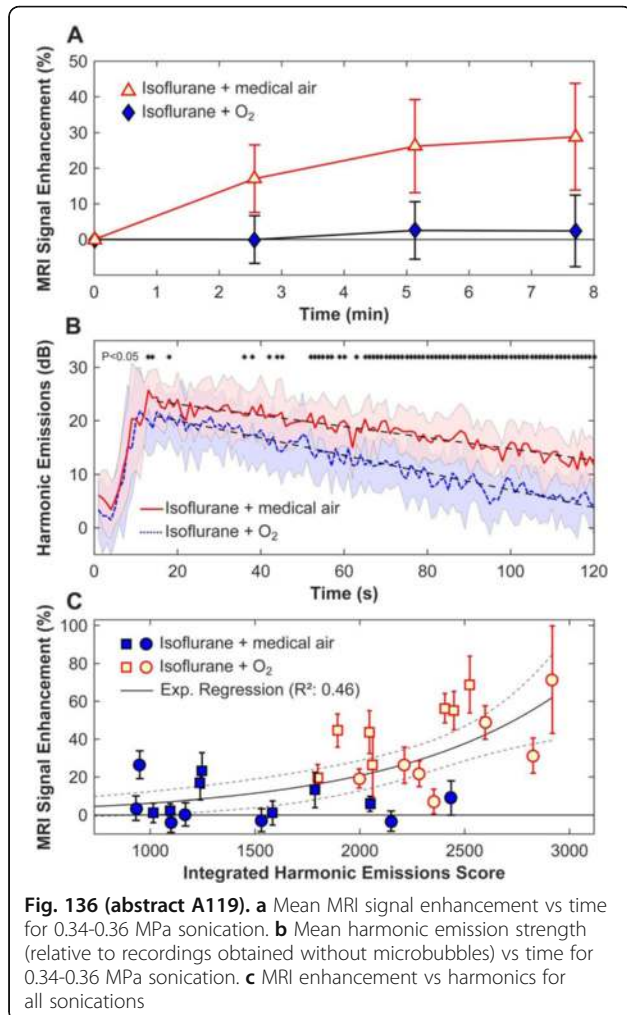 A
MRI Signal Enhancement (%)
50
40
30
20
10
0
Isoflurane + medical air
Isoflurane + O₂
0 1 2 3 4 5 6 7 8
Time (min)
B
Harmonic Emissions (dB)
30
20
10
0
P<0.05
Isoflurane + medical air
Isoflurane + O₂
0 20 40 60 80 100 120
Time (s)
C
MRI Signal Enhancement (%)
100
80
60
40
20
0
Isoflurane + medical air
Isoflurane + O₂
Exp. Regression (R²: 0.46)
1000 1500 2000 2500 3000
Integrated Harmonic Emissions Score
Fig. 136 (abstract A119). a Mean MRI signal enhancement vs time
for 0.34-0.36 MPa sonication. b Mean harmonic emission strength
(relative to recordings obtained without microbubbles) vs time for
0.34-0.36 MPa sonication. c MRI enhancement vs harmonics for
all sonications